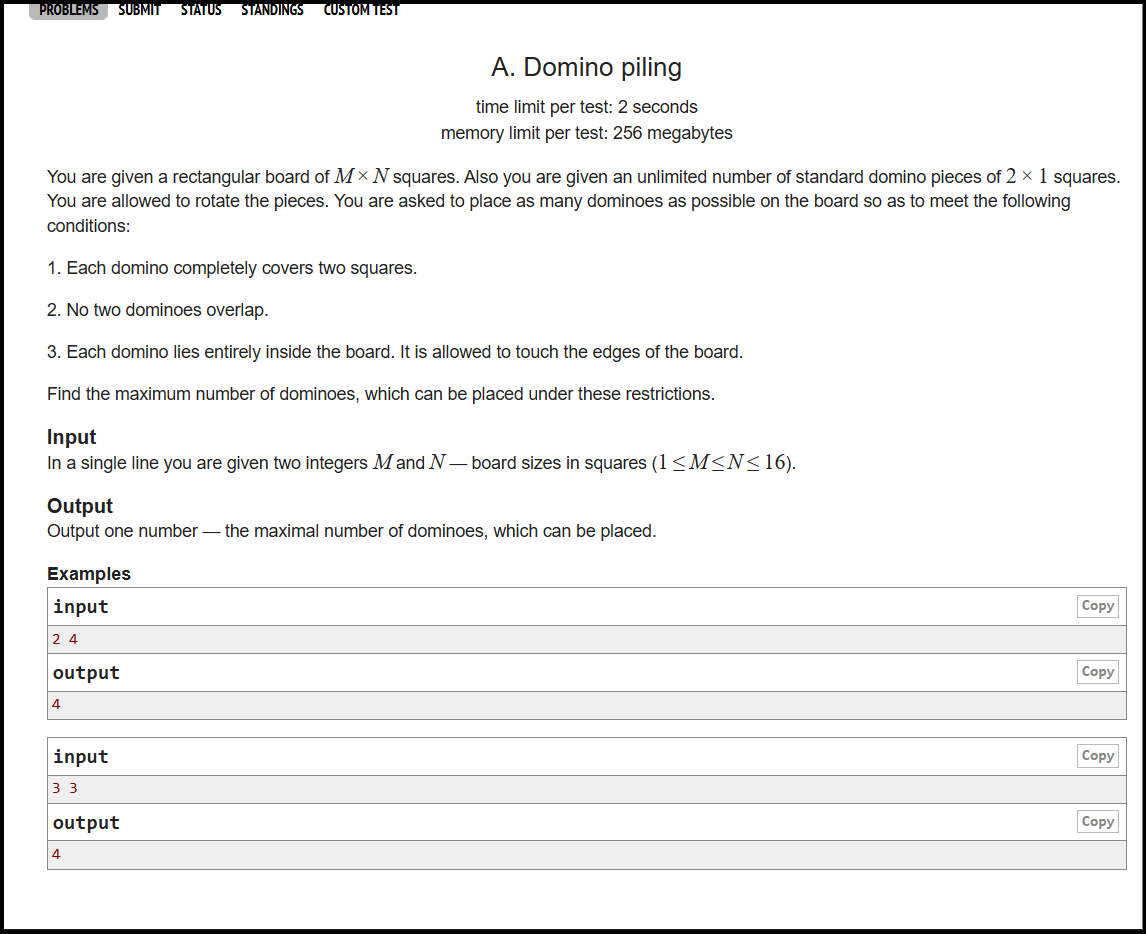 PROBLEMS SUBMIT STATUS STANDINGS CUSTOM TEST
A. Domino piling
time limit per test: 2 seconds
memory limit per test: 256 megabytes
You are given a rectangular board of M × N squares. Also you are given an unlimited number of standard domino pieces of 2 × 1 squares.
You are allowed to rotate the pieces. You are asked to place as many dominoes as possible on the board so as to meet the following
conditions:
1. Each domino completely covers two squares.
2. No two dominoes overlap.
3. Each domino lies entirely inside the board. It is allowed to touch the edges of the board.
Find the maximum number of dominoes, which can be placed under these restrictions.
Input
In a single line you are given two integers M and N — board sizes in squares (1 ≤ M ≤ N ≤ 16).
Output
Output one number — the maximal number of dominoes, which can be placed.
Examples
input Copy
2 4
output Copy
4
input Copy
3 3
output Copy
4